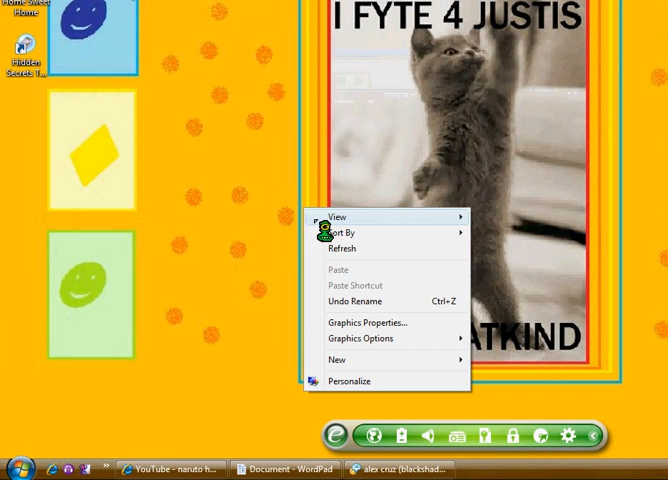 Home Sweet
Home
Hidden
Secrets T...
I FYTE 4 JUSTIS
View
Sort By
Refresh
Paste
Paste Shortcut
Undo Rename Ctrl+Z
Graphics Properties...
Graphics Options
New
Personalize
ATKIND
e
YouTube - naruto h...
Document - WordPad
alex cruz (blackshad...